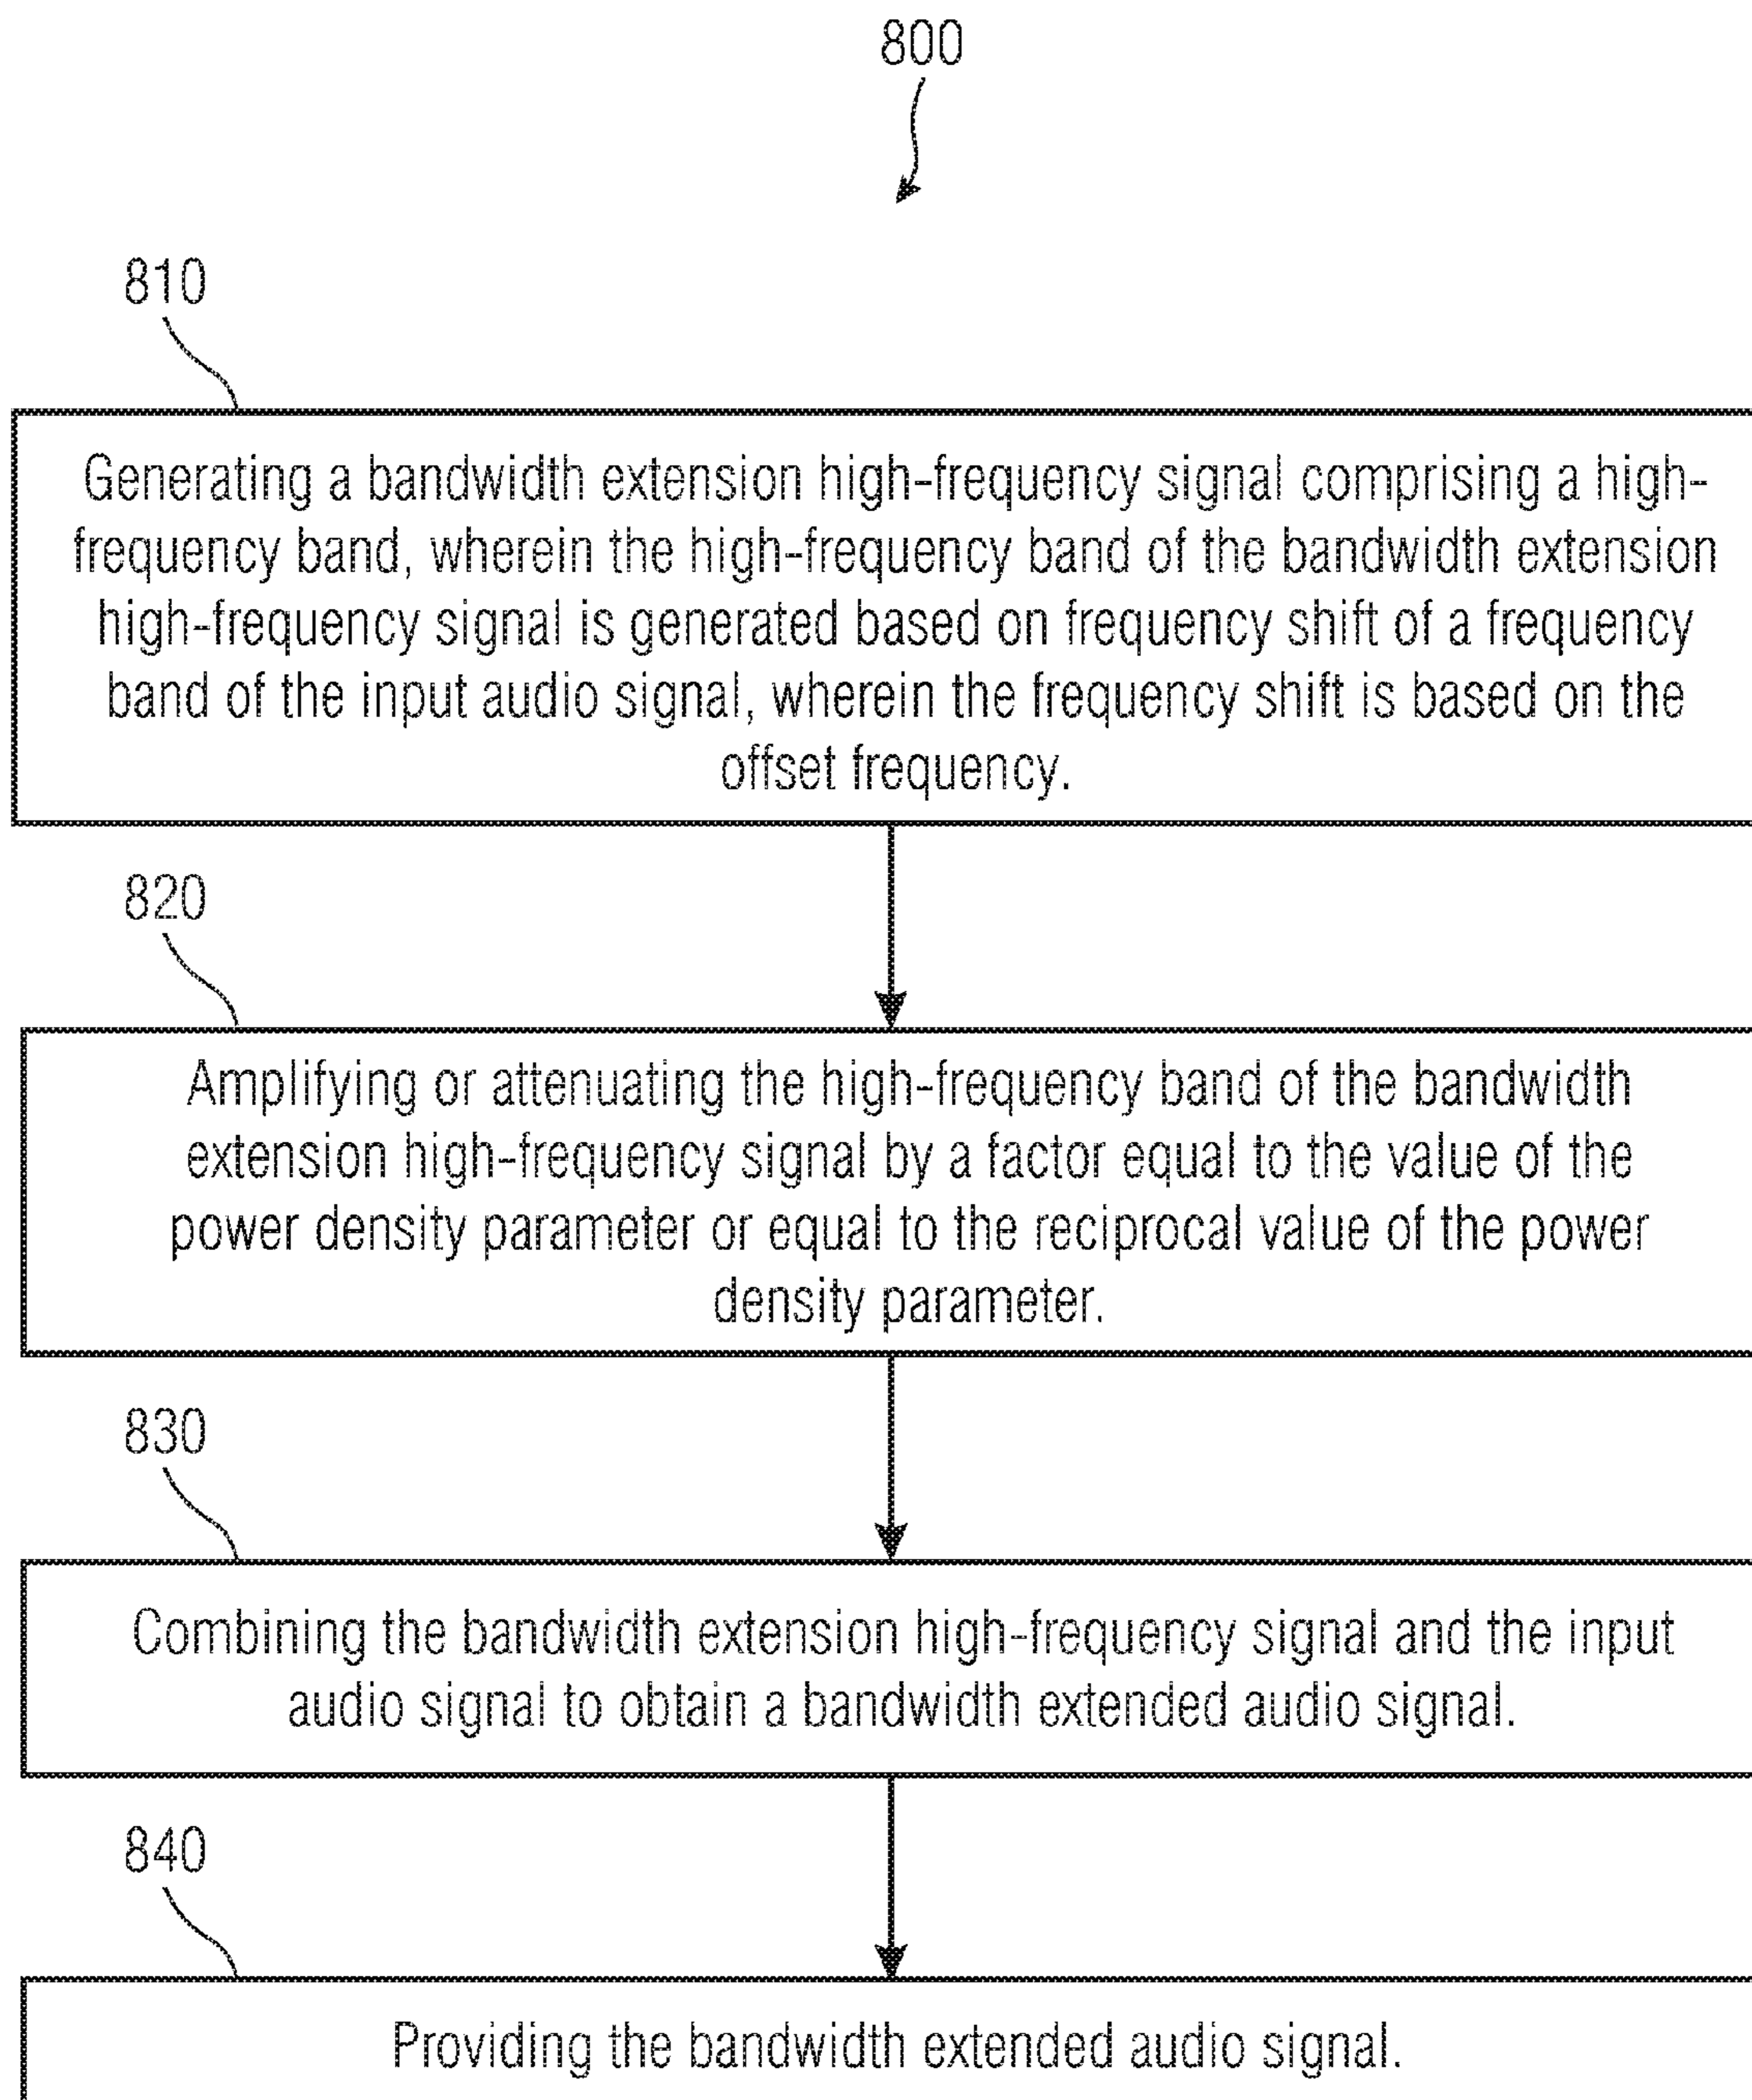 800
810
Generating a bandwidth extension high-frequency signal comprising a high-
frequency band, wherein the high-frequency band of the bandwidth extension
high-frequency signal is generated based on frequency shift of a frequency
band of the input audio signal, wherein the frequency shift is based on the
offset frequency.
820
Amplifying or attenuating the high-frequency band of the bandwidth
extension high-frequency signal by a factor equal to the value of the
power density parameter or equal to the reciprocal value of the power
density parameter.
830
Combining the bandwidth extension high-frequency signal and the input
audio signal to obtain a bandwidth extended audio signal.
840
Providing the bandwidth extended audio signal.